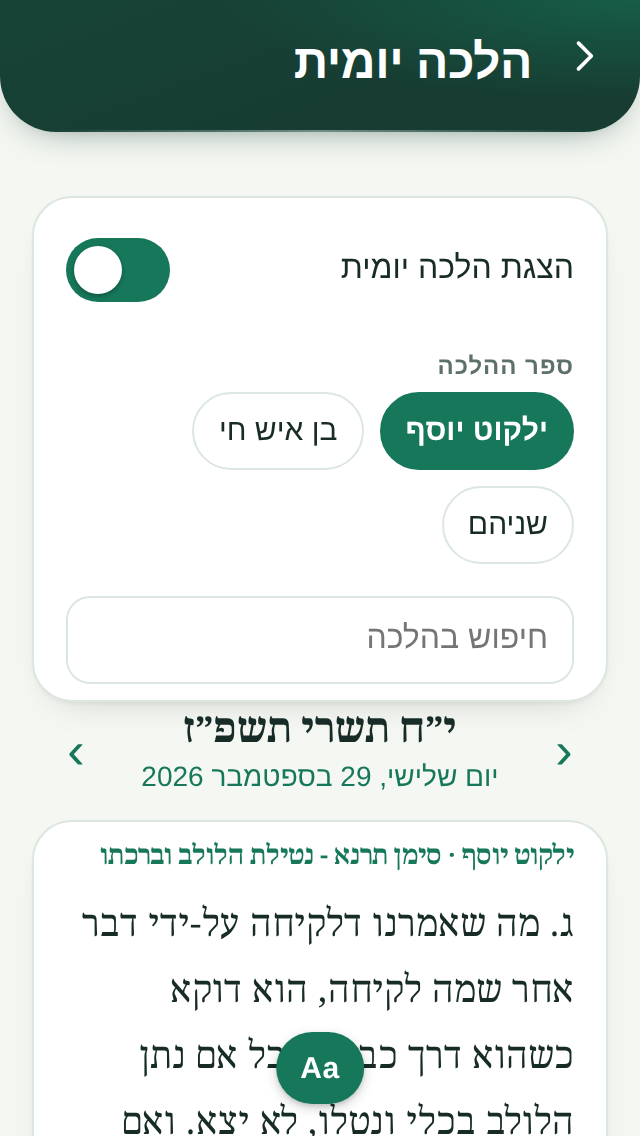 הלכה יומית
הצגת הלכה יומית
ספר ההלכה
ילקוט יוסף
בן איש חי
שניהם
חיפוש בהלכה
י״ח תשרי תשפ״ז
יום שלישי, 29 בספטמבר 2026
ילקוט יוסף · סימן תרנא - נטילת הלולב וברכתו
ג. מה שאמרנו דלקיחה על-ידי דבר
אחר שמה לקיחה, הוא דוקא
כשהוא דרך אם נתן
הלולב בכלי ונטלו, לא יצא. ואם
Aa